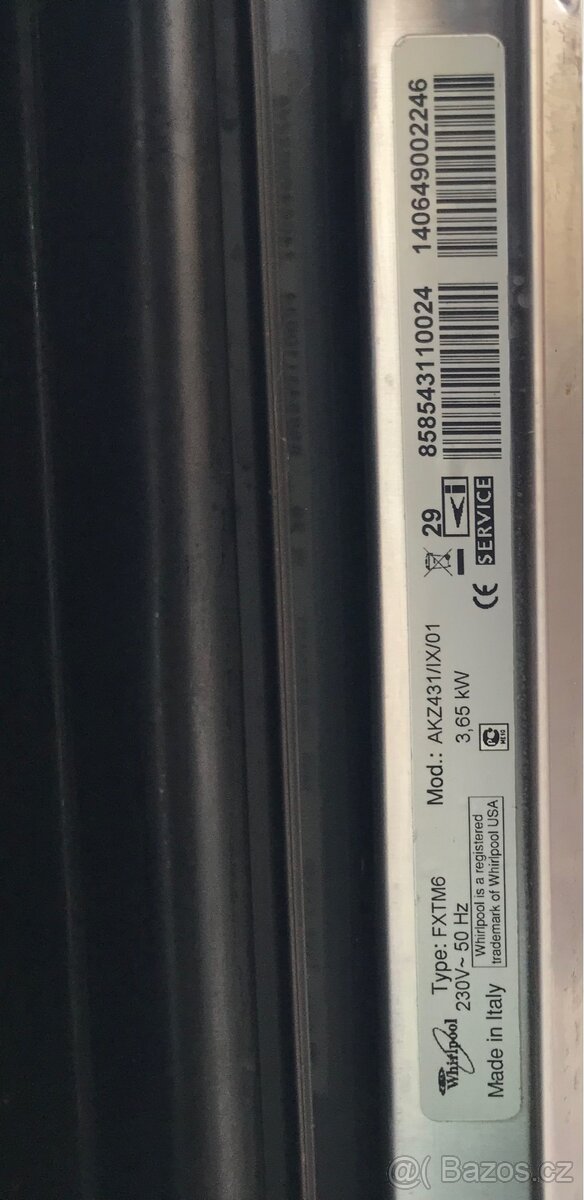 Whirlpool
Type: FXTM6
230V~ 50 Hz
Made in Italy
Whirlpool is a registered
trademark of Whirlpool USA
Mod.: AKZ431/IX/01
3,65 kW
29
SERVICE
858543110024
140649002246
@( Bazos.cz